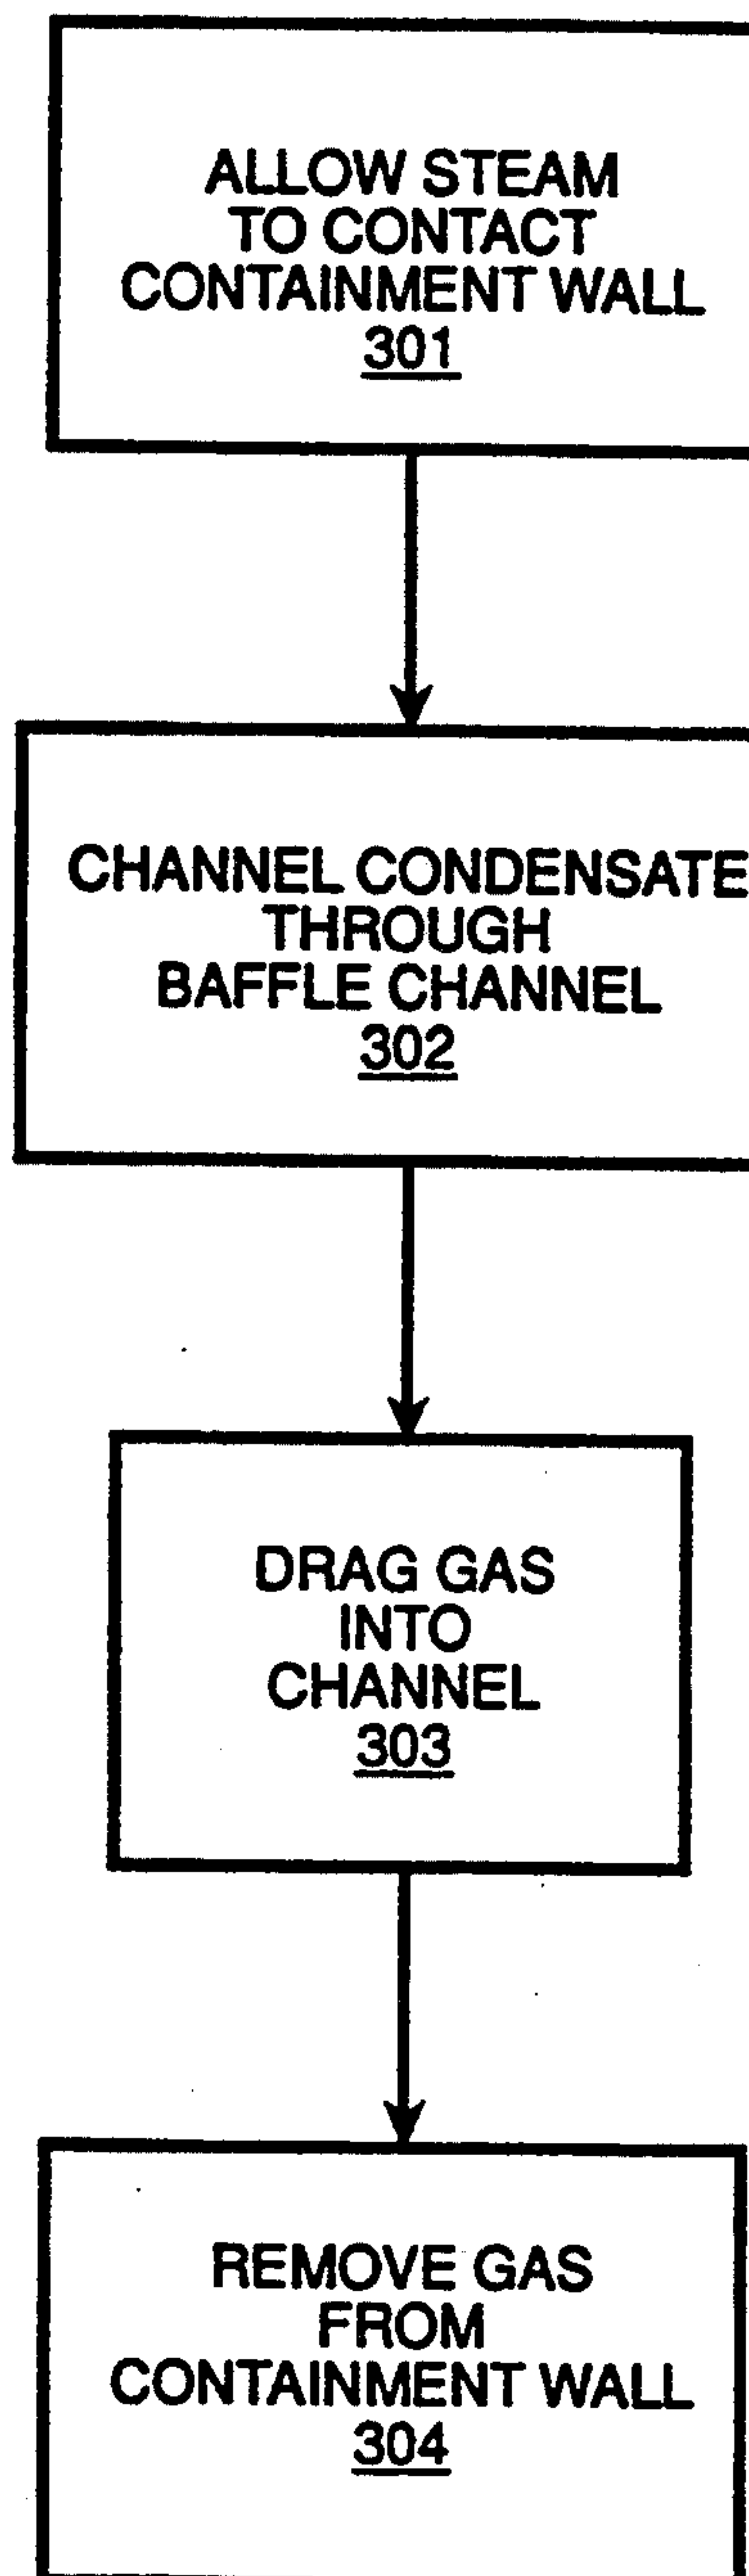 ALLOW STEAM
TO CONTACT
CONTAINMENT WALL
301
CHANNEL CONDENSATE
THROUGH
BAFFLE CHANNEL
302
DRAG GAS
INTO
CHANNEL
303
REMOVE GAS
FROM
CONTAINMENT WALL
304